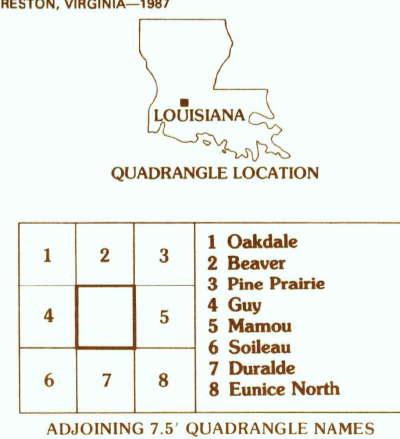 RESTON, VIRGINIA—1987
LOUISIANA
QUADRANGLE LOCATION
1 2 3
4 5
6 7 8
1 Oakdale
2 Beaver
3 Pine Prairie
4 Guy
5 Mamou
6 Soileau
7 Duralde
8 Eunice North
ADJOINING 7.5′ QUADRANGLE NAMES